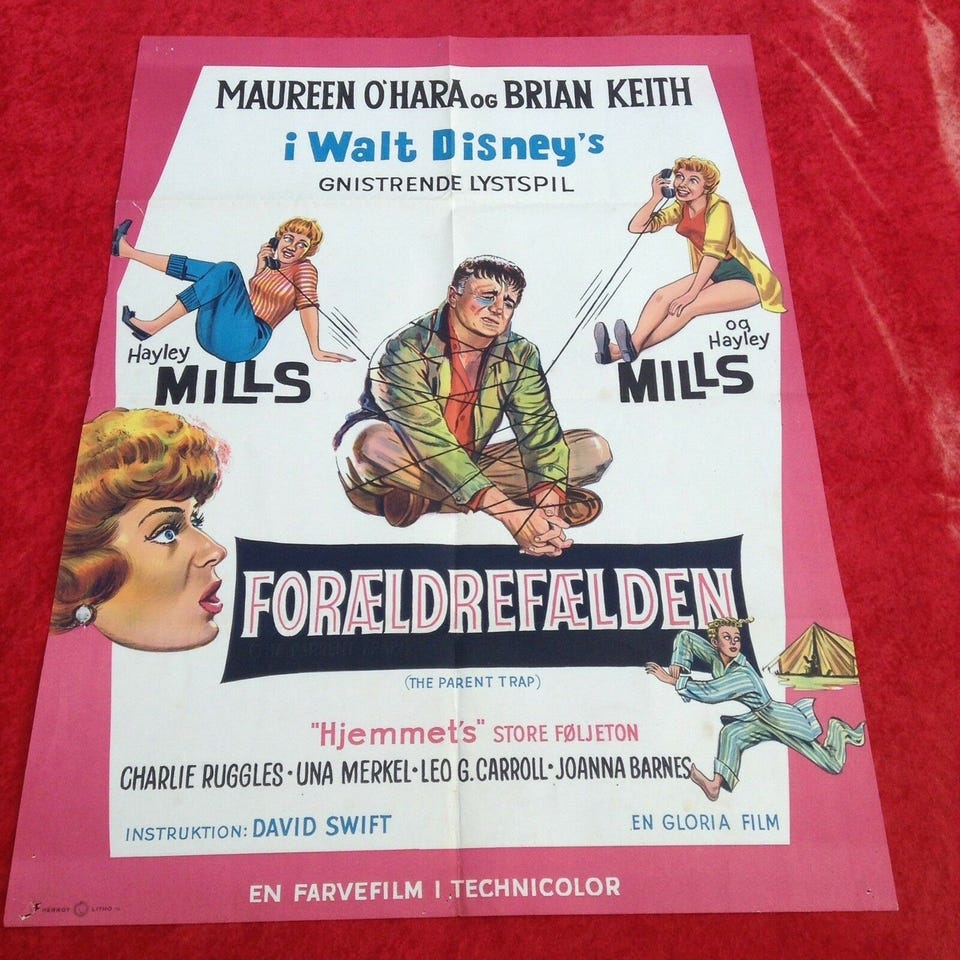 MAUREEN O'HARA OG BRIAN KEITH
i Walt Disney's
GNISTRENDE LYSTSPIL
Hayley
MILLS
og
Hayley
MILLS
FORÆLDREFÆLDEN
(THE PARENT TRAP)
"Hjemmet's" STORE FØLJETON
CHARLIE RUGGLES · UNA MERKEL · LEO G. CARROLL · JOANNA BARNES
INSTRUKTION: DAVID SWIFT
EN GLORIA FILM
EN FARVEFILM I TECHNICOLOR
LITHO